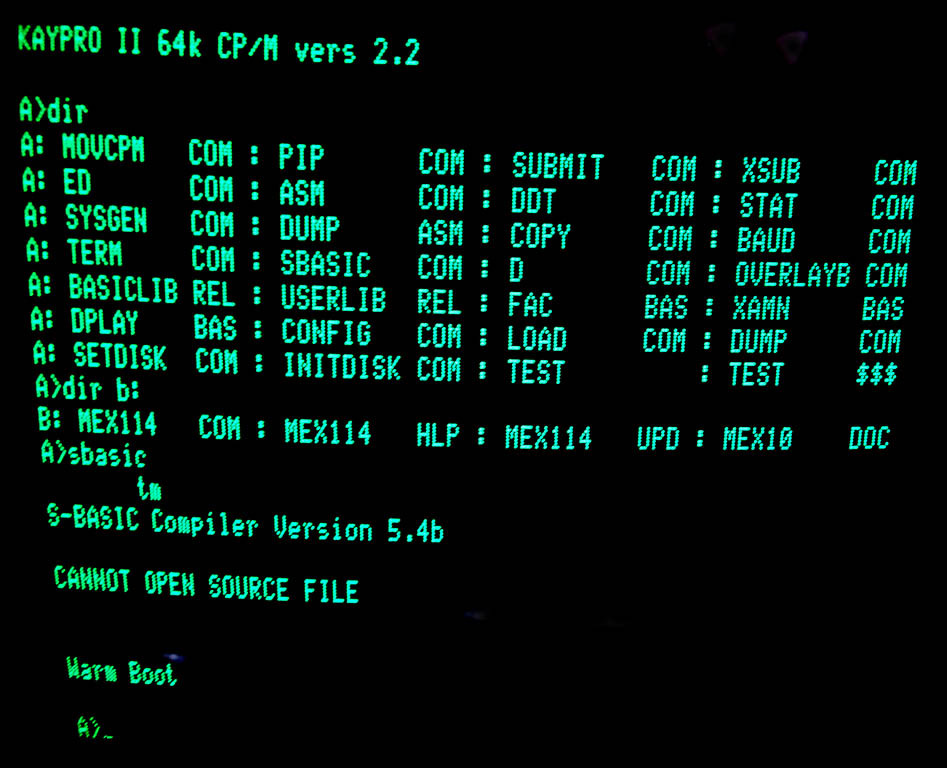 KAYPRO II 64k CP/M vers 2.2
A>dir
A: MOVCPM COM : PIP COM : SUBMIT COM : XSUB COM
A: ED COM : ASM COM : DDT COM : STAT COM
A: SYSGEN COM : DUMP ASM : COPY COM : BAUD COM
A: TERM COM : SBASIC COM : D COM : OVERLAYB COM
A: BASICLIB REL : USERLIB REL : FAC BAS : XAMN BAS
A: DPLAY BAS : CONFIG COM : LOAD COM : DUMP COM
A: SETDISK COM : INITDISK COM : TEST : TEST $$$
A>dir b:
B: MEX114 COM : MEX114 HLP : MEX114 UPD : MEX10 DOC
A>sbasic
tm
S-BASIC Compiler Version 5.4b
CANNOT OPEN SOURCE FILE
Warm Boot
A>_